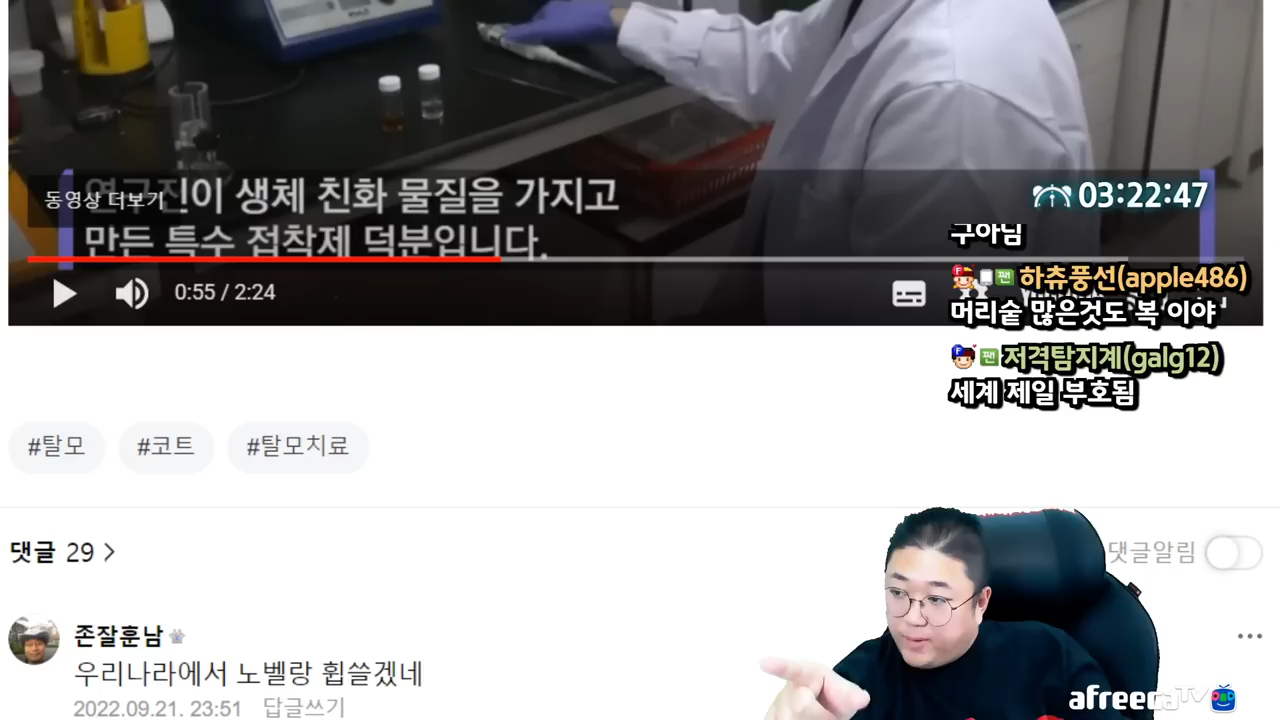 연구진이 생체 친화 물질을 가지고
만든 특수 접착제 덕분입니다.
동영상 더보기
0:55 / 2:24
03:22:47
구아님
하츄풍선(apple486)
머리숱 많은것도 복 이야
저격탐지계(galg12)
세계 제일 부호됨
#탈모 #코트 #탈모치료
댓글 29 >
댓글알림
존잘훈남
우리나라에서 노벨랑 휩쓸겠네
2022.09.21. 23:51 답글쓰기
afreecaTV